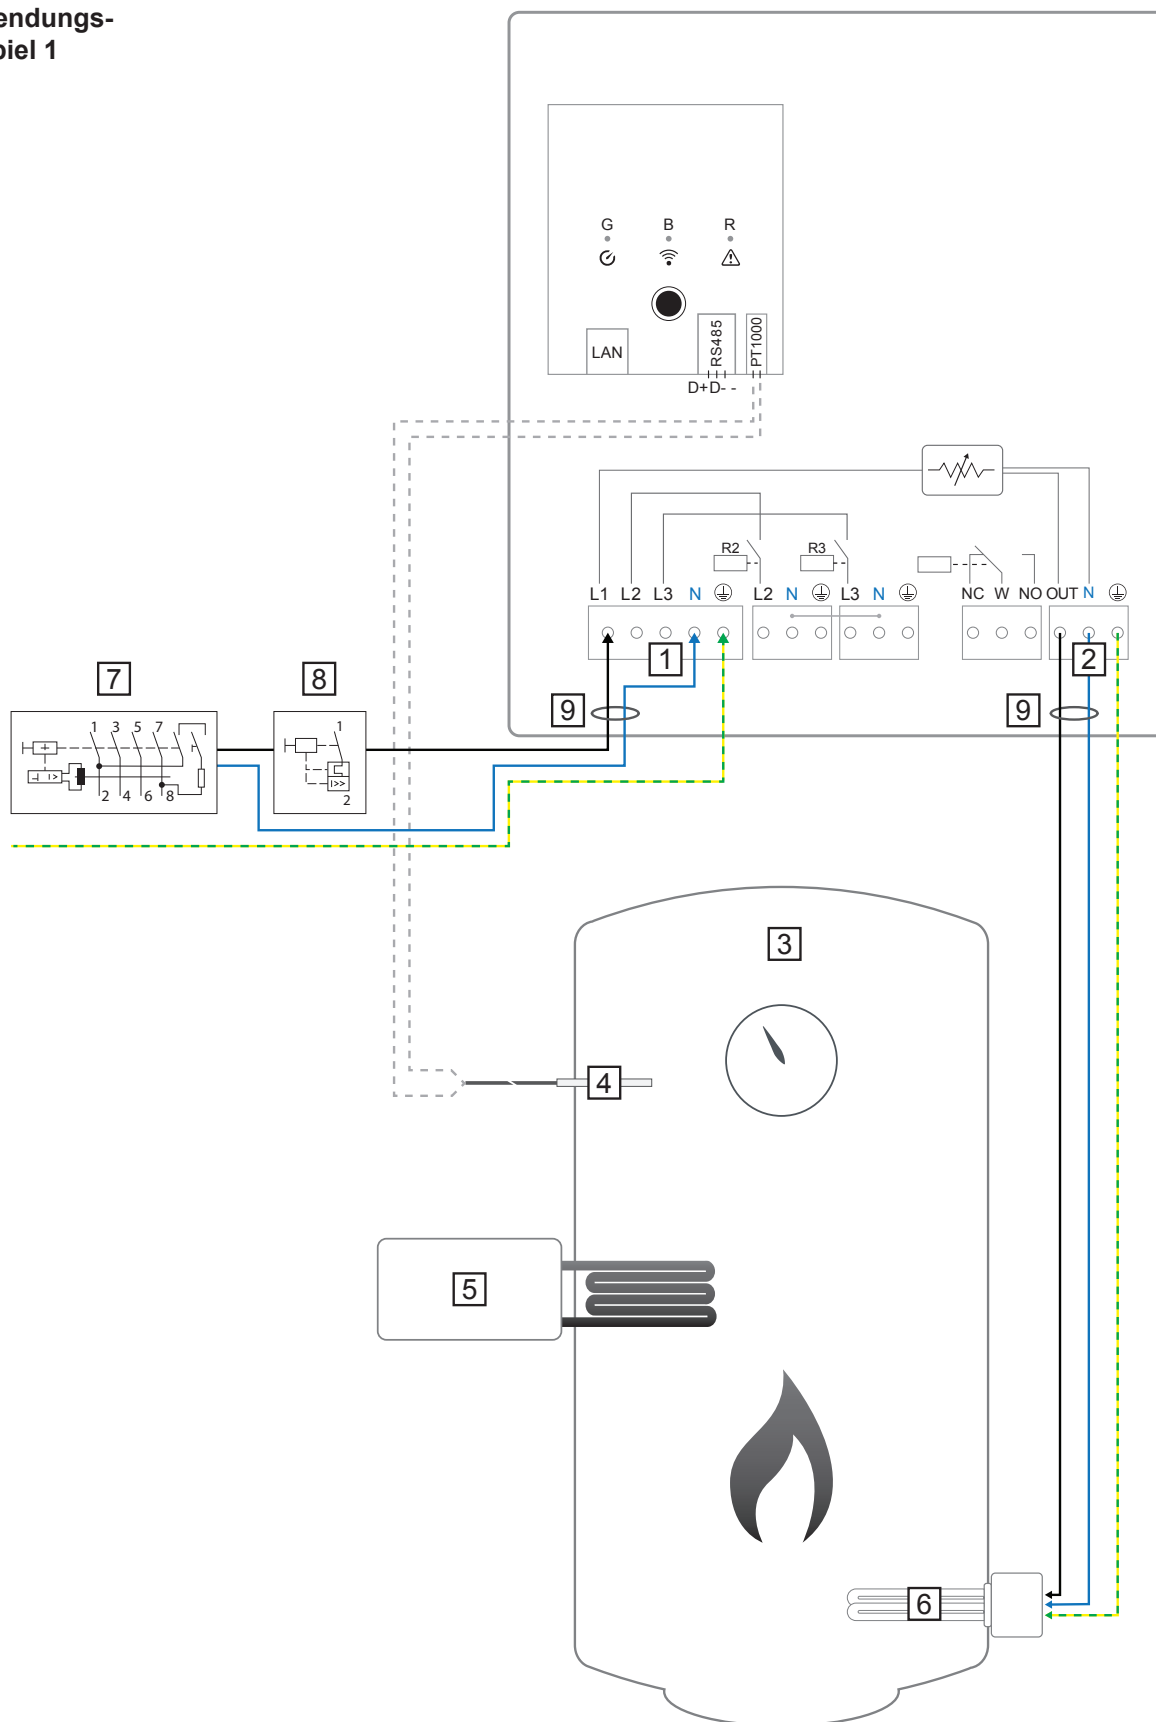 endungs-
piel 1
G B R
LAN
RS485
PT1000
D+D- -
R2 R3
L1 L2 L3 N L2 N L3 N NC W NO OUT N
1 2
7 8
9 9
1 3 5 7
2 4 6 8
1
I>
I>>
2
3
4
5
6